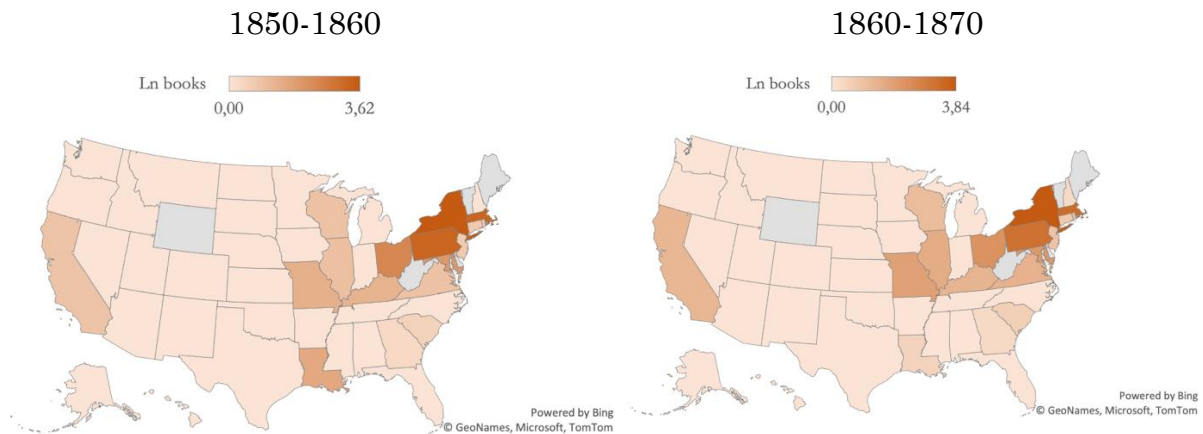 1850-1860
Ln books
0,00
3,62
Powered by Bing
© GeoNames, Microsoft, TomTom
1860-1870
Ln books
0,00
3,84
Powered by Bing
© GeoNames, Microsoft, TomTom